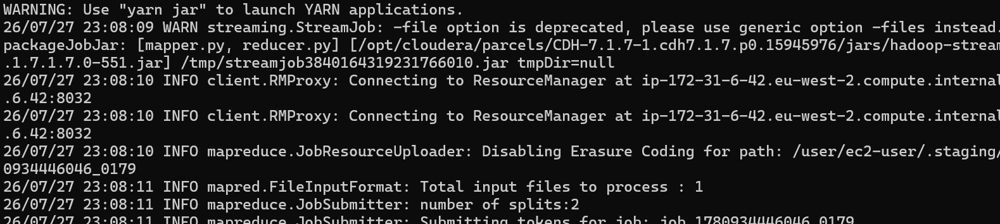 WARNING: Use "yarn jar" to launch YARN applications.
26/07/27 23:08:09 WARN streaming.StreamJob: -file option is deprecated, please use generic option -files instead.
packageJobJar: [mapper.py, reducer.py] [/opt/cloudera/parcels/CDH-7.1.7-1.cdh7.1.7.p0.15945976/jars/hadoop-stream
.1.7.1.7.0-551.jar] /tmp/streamjob3840164319231766010.jar tmpDir=null
26/07/27 23:08:10 INFO client.RMProxy: Connecting to ResourceManager at ip-172-31-6-42.eu-west-2.compute.internal
.6.42:8032
26/07/27 23:08:10 INFO client.RMProxy: Connecting to ResourceManager at ip-172-31-6-42.eu-west-2.compute.internal
.6.42:8032
26/07/27 23:08:10 INFO mapreduce.JobResourceUploader: Disabling Erasure Coding for path: /user/ec2-user/.staging/
0934446046_0179
26/07/27 23:08:11 INFO mapred.FileInputFormat: Total input files to process : 1
26/07/27 23:08:11 INFO mapreduce.JobSubmitter: number of splits:2
26/07/27 23:08:11 INFO mapreduce.JobSubmitter: Submitting tokens for job: job_1780934446046_0179